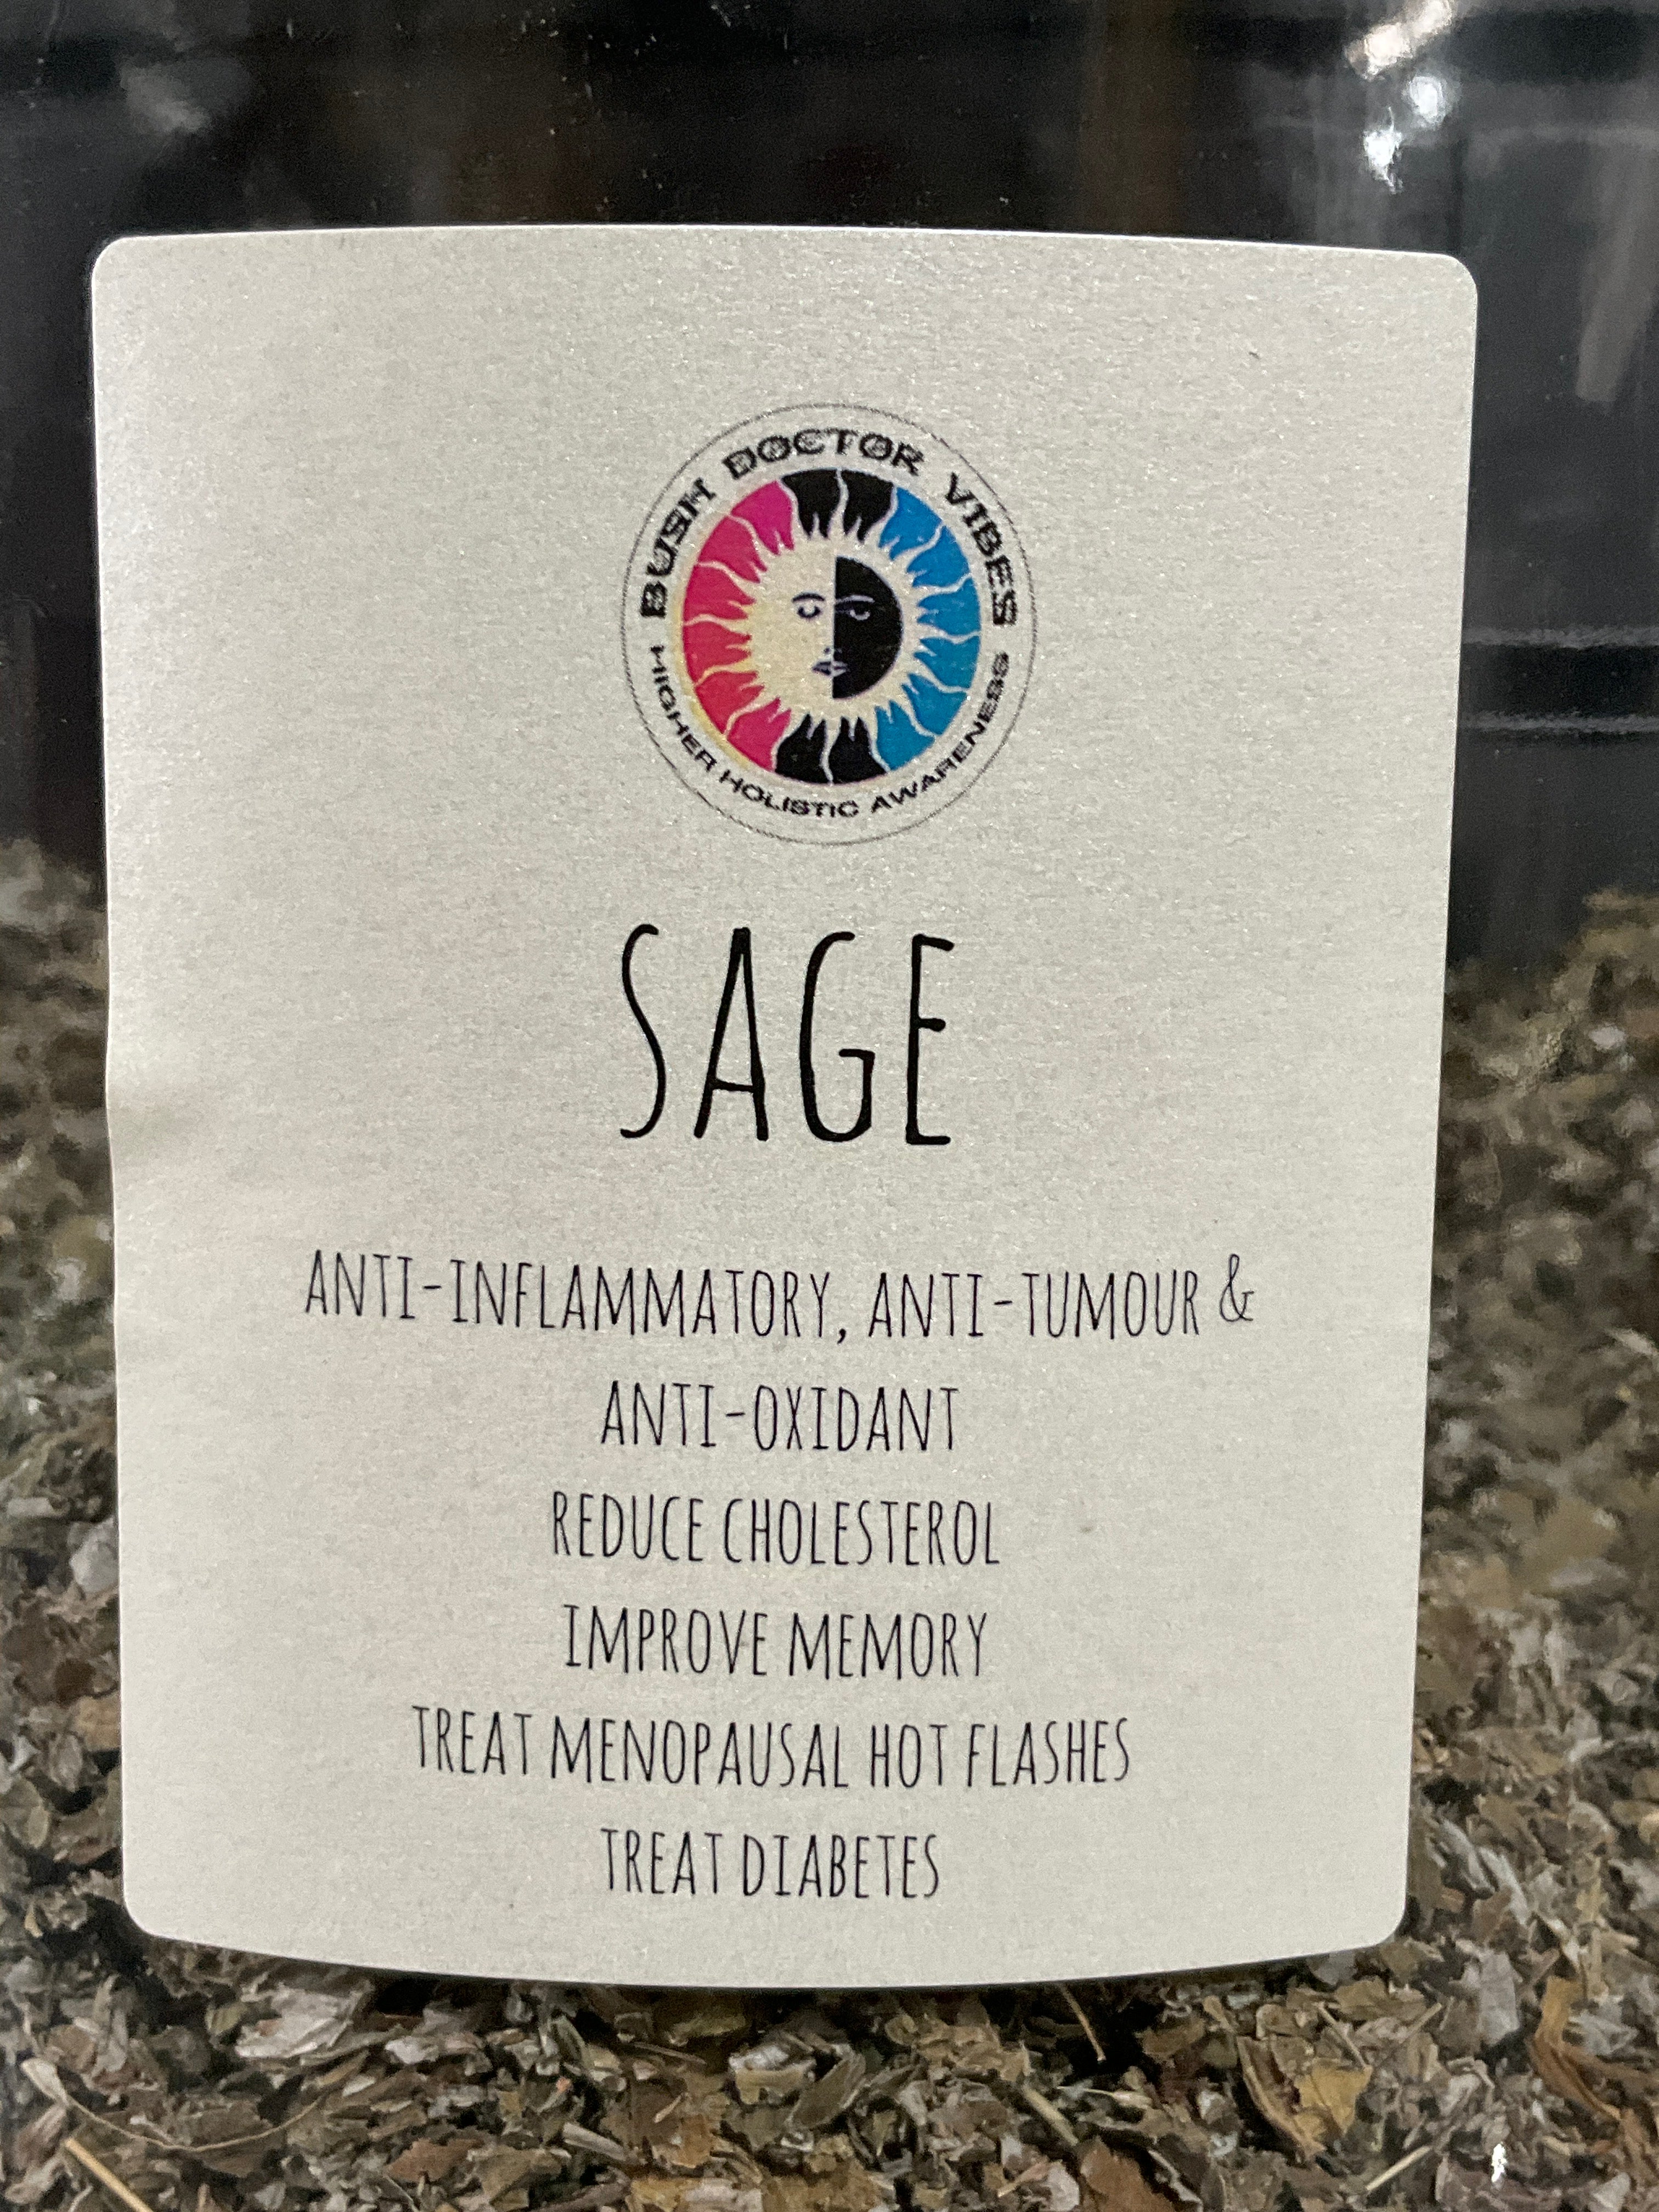 BUSH DOCTOR VIBES
HIGHER HOLISTIC AWARENESS
SAGE
ANTI-INFLAMMATORY, ANTI-TUMOUR &
ANTI-OXIDANT
REDUCE CHOLESTEROL
IMPROVE MEMORY
TREAT MENOPAUSAL HOT FLASHES
TREAT DIABETES